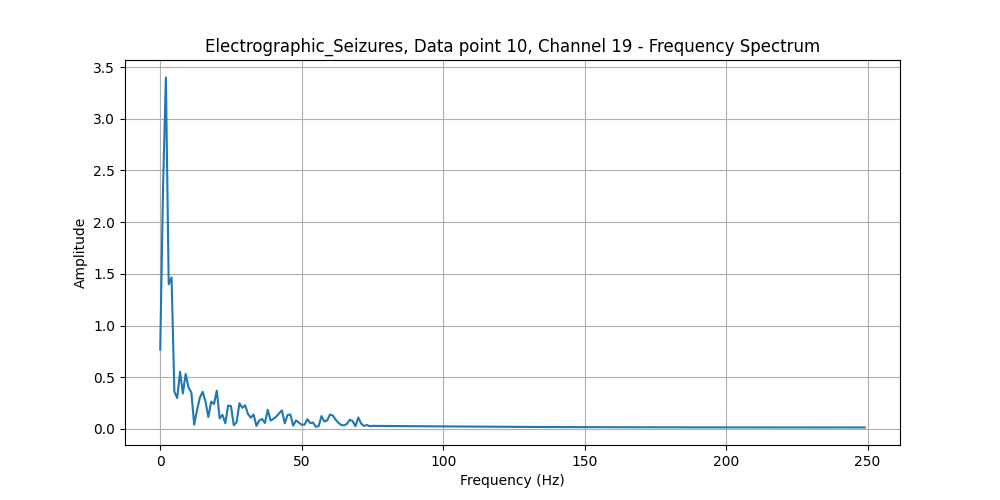 Electrographic_Seizures, Data point 10, Channel 19 - Frequency Spectrum
3.5
3.0
2.5
2.0
1.5
1.0
0.5
0.0
Amplitude
0 50 100 150 200 250
Frequency (Hz)